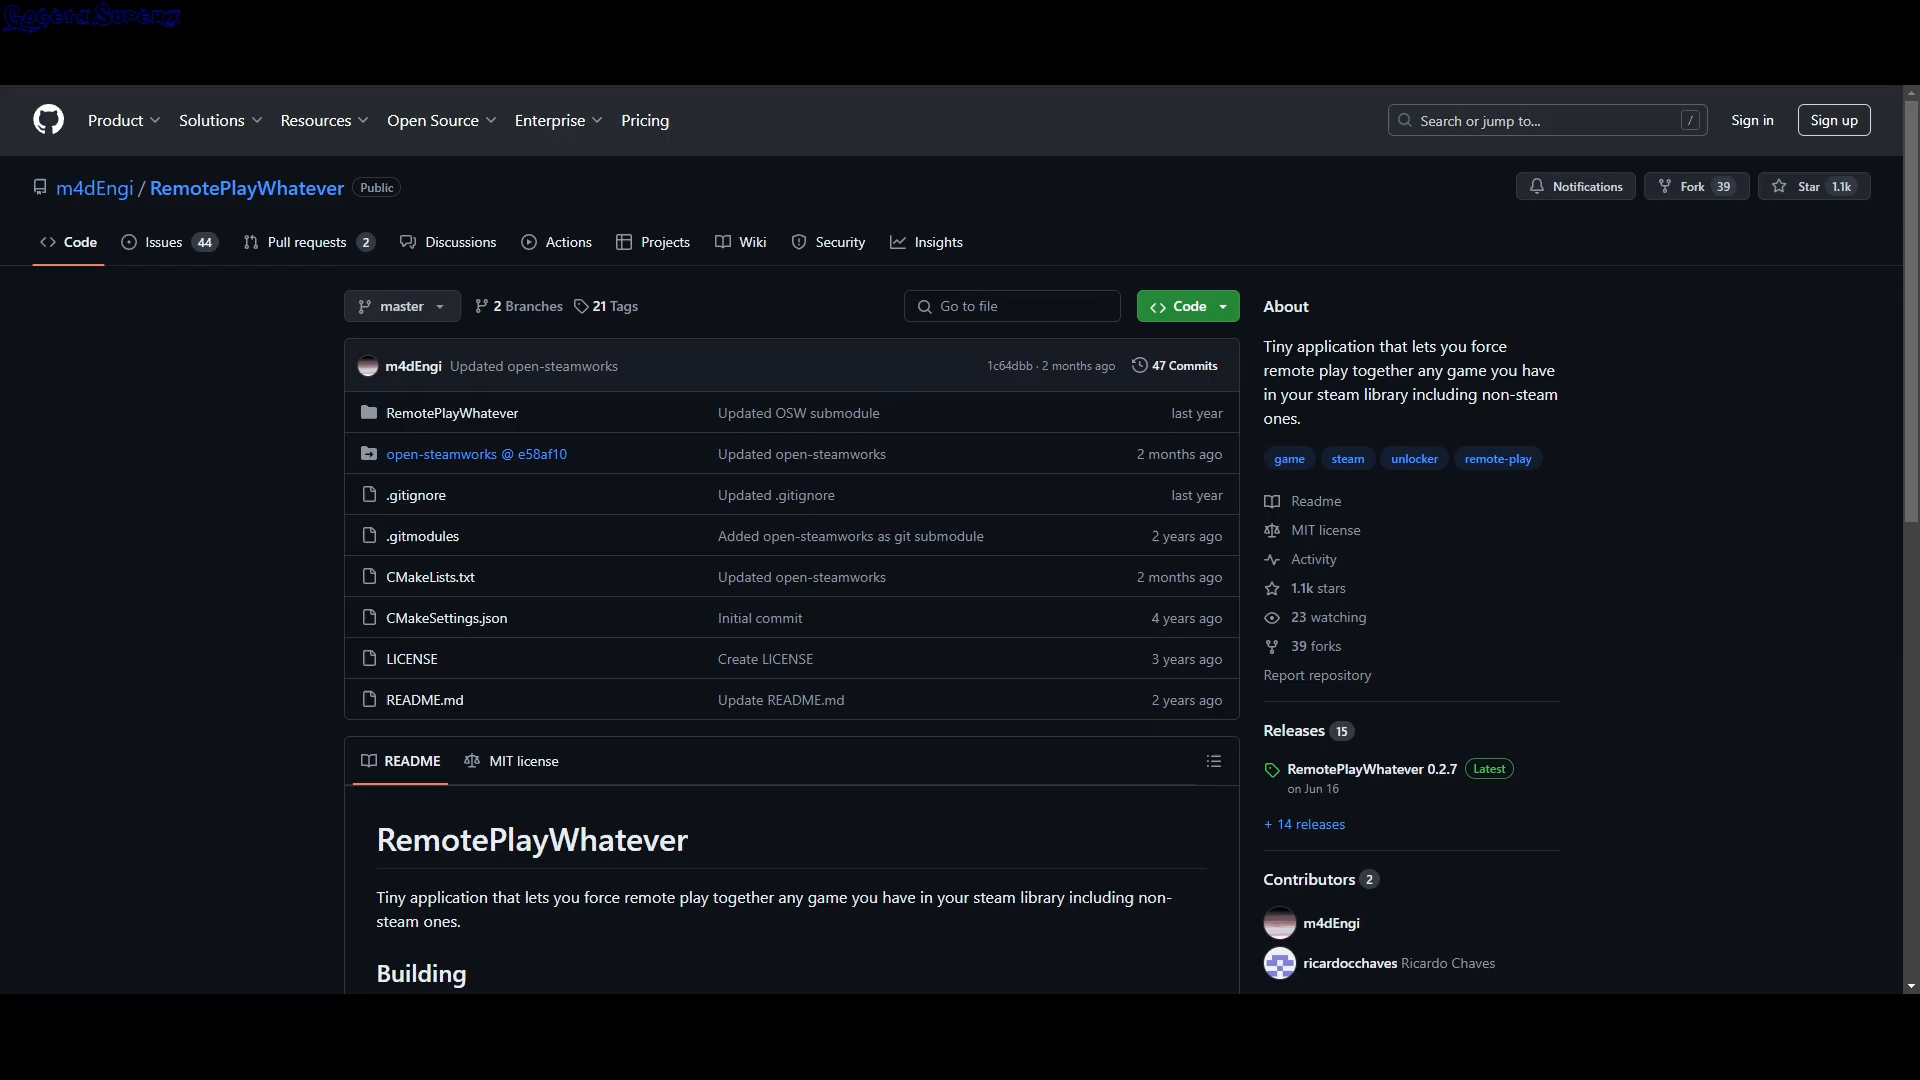 Product
Solutions
Resources
Open Source
Enterprise
Pricing
Search or jump to...
/
Sign in
Sign up
m4dEngi / RemotePlayWhatever Public
Notifications
Fork 39
Star 1.1k
Code
Issues 44
Pull requests 2
Discussions
Actions
Projects
Wiki
Security
Insights
master
2 Branches
21 Tags
Go to file
Code
m4dEngi Updated open-steamworks 1c64dbb · 2 months ago 47 Commits
RemotePlayWhatever Updated OSW submodule last year
open-steamworks @ e58af10 Updated open-steamworks 2 months ago
.gitignore Updated .gitignore last year
.gitmodules Added open-steamworks as git submodule 2 years ago
CMakeLists.txt Updated open-steamworks 2 months ago
CMakeSettings.json Initial commit 4 years ago
LICENSE Create LICENSE 3 years ago
README.md Update README.md 2 years ago
README
MIT license
RemotePlayWhatever
Tiny application that lets you force remote play together any game you have in your steam library including non-
steam ones.
Building
About
Tiny application that lets you force
remote play together any game you have
in your steam library including non-steam
ones.
game steam unlocker remote-play
Readme
MIT license
Activity
1.1k stars
23 watching
39 forks
Report repository
Releases 15
RemotePlayWhatever 0.2.7 Latest
on Jun 16
+ 14 releases
Contributors 2
m4dEngi
ricardocchaves Ricardo Chaves